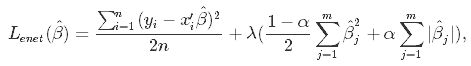 L_{enet}(\hat{\beta}) = \frac{\sum_{i=1}^{n} (y_i - x_i' \hat{\beta})^2}{2n} + \lambda ( \frac{1 - \alpha}{2} \sum_{j=1}^{m} \hat{\beta}_j^2 + \alpha \sum_{j=1}^{m} | \hat{\beta}_j | ),